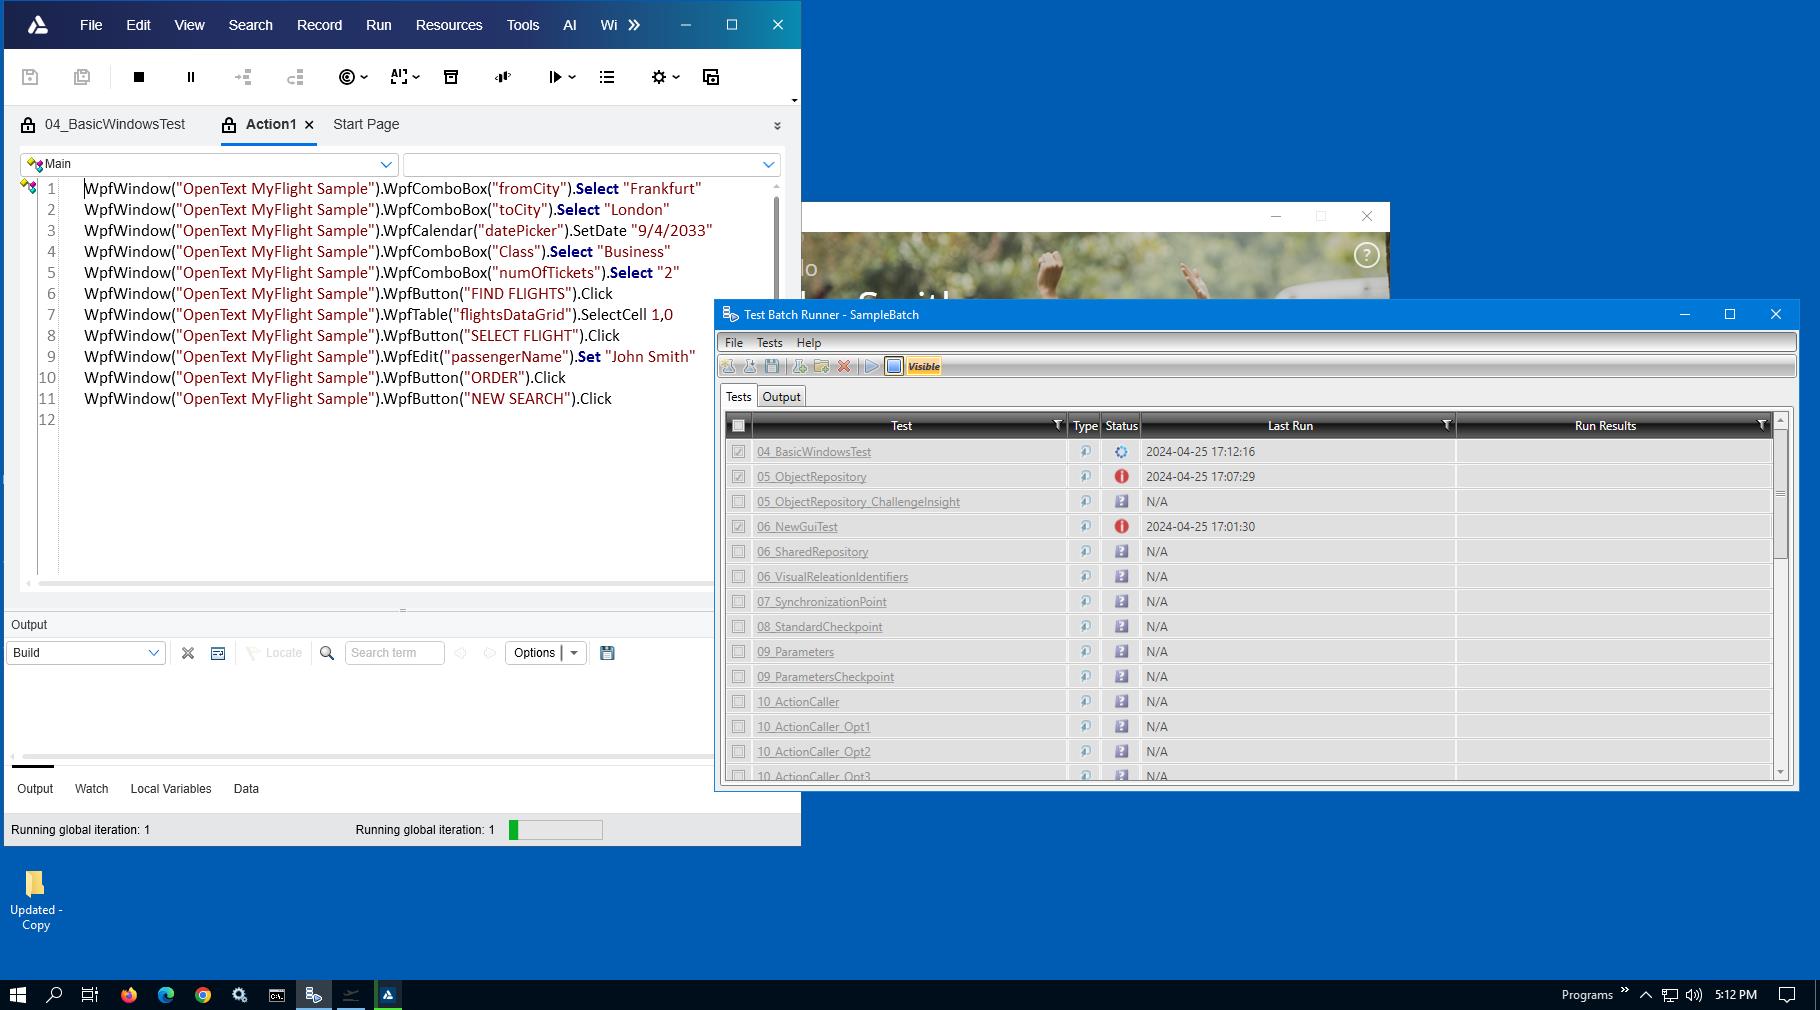 File Edit View Search Record Run Resources Tools AI Wi
04_BasicWindowsTest Action1 Start Page
Main
1 WpfWindow("OpenText MyFlight Sample").WpfComboBox("fromCity").Select "Frankfurt"
2 WpfWindow("OpenText MyFlight Sample").WpfComboBox("toCity").Select "London"
3 WpfWindow("OpenText MyFlight Sample").WpfCalendar("datePicker").SetDate "9/4/2033"
4 WpfWindow("OpenText MyFlight Sample").WpfComboBox("Class").Select "Business"
5 WpfWindow("OpenText MyFlight Sample").WpfComboBox("numOfTickets").Select "2"
6 WpfWindow("OpenText MyFlight Sample").WpfButton("FIND FLIGHTS").Click
7 WpfWindow("OpenText MyFlight Sample").WpfTable("flightsDataGrid").SelectCell 1,0
8 WpfWindow("OpenText MyFlight Sample").WpfButton("SELECT FLIGHT").Click
9 WpfWindow("OpenText MyFlight Sample").WpfEdit("passengerName").Set "John Smith"
10 WpfWindow("OpenText MyFlight Sample").WpfButton("ORDER").Click
11 WpfWindow("OpenText MyFlight Sample").WpfButton("NEW SEARCH").Click
12
Output
Build Locate Search term Options
Output Watch Local Variables Data
Running global iteration: 1 Running global iteration: 1
lo
Test Batch Runner - SampleBatch
File Tests Help
Visible
Tests Output
Test Type Status Last Run Run Results
04_BasicWindowsTest 2024-04-25 17:12:16
05_ObjectRepository 2024-04-25 17:07:29
05_ObjectRepository_ChallengeInsight N/A
06_NewGuiTest 2024-04-25 17:01:30
06_SharedRepository N/A
06_VisualReleationIdentifiers N/A
07_SynchronizationPoint N/A
08_StandardCheckpoint N/A
09_Parameters N/A
09_ParametersCheckpoint N/A
10_ActionCaller N/A
10_ActionCaller_Opt1 N/A
10_ActionCaller_Opt2 N/A
10_ActionCaller_Opt3 N/A
Updated -
Copy
Programs 5:12 PM